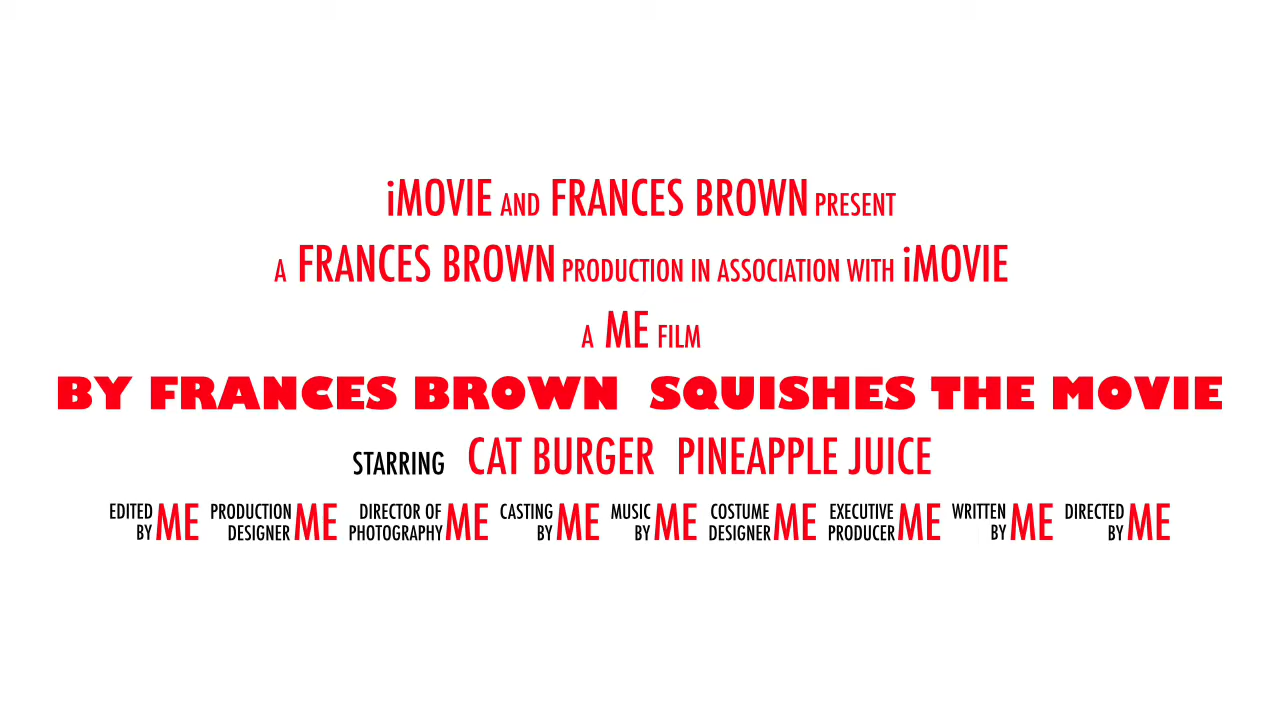 iMOVIE AND FRANCES BROWN PRESENT
A FRANCES BROWN PRODUCTION IN ASSOCIATION WITH iMOVIE
A ME FILM
BY FRANCES BROWN SQUISHES THE MOVIE
STARRING CAT BURGER PINEAPPLE JUICE
EDITED BY ME PRODUCTION DESIGNER ME DIRECTOR OF PHOTOGRAPHY ME CASTING BY ME MUSIC BY ME COSTUME DESIGNER ME EXECUTIVE PRODUCER ME WRITTEN BY ME DIRECTED BY ME